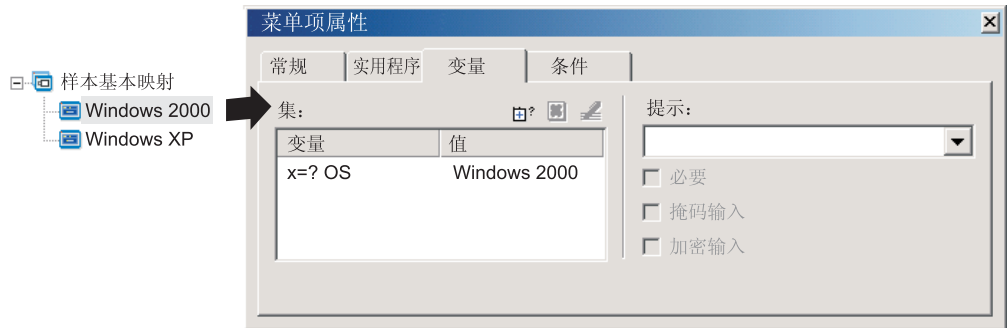 菜单项属性
样本基本映射
Windows 2000
Windows XP
常规 实用程序 变量 条件
集：
提示：
变量 值
x=? OS Windows 2000
必要
掩码输入
加密输入